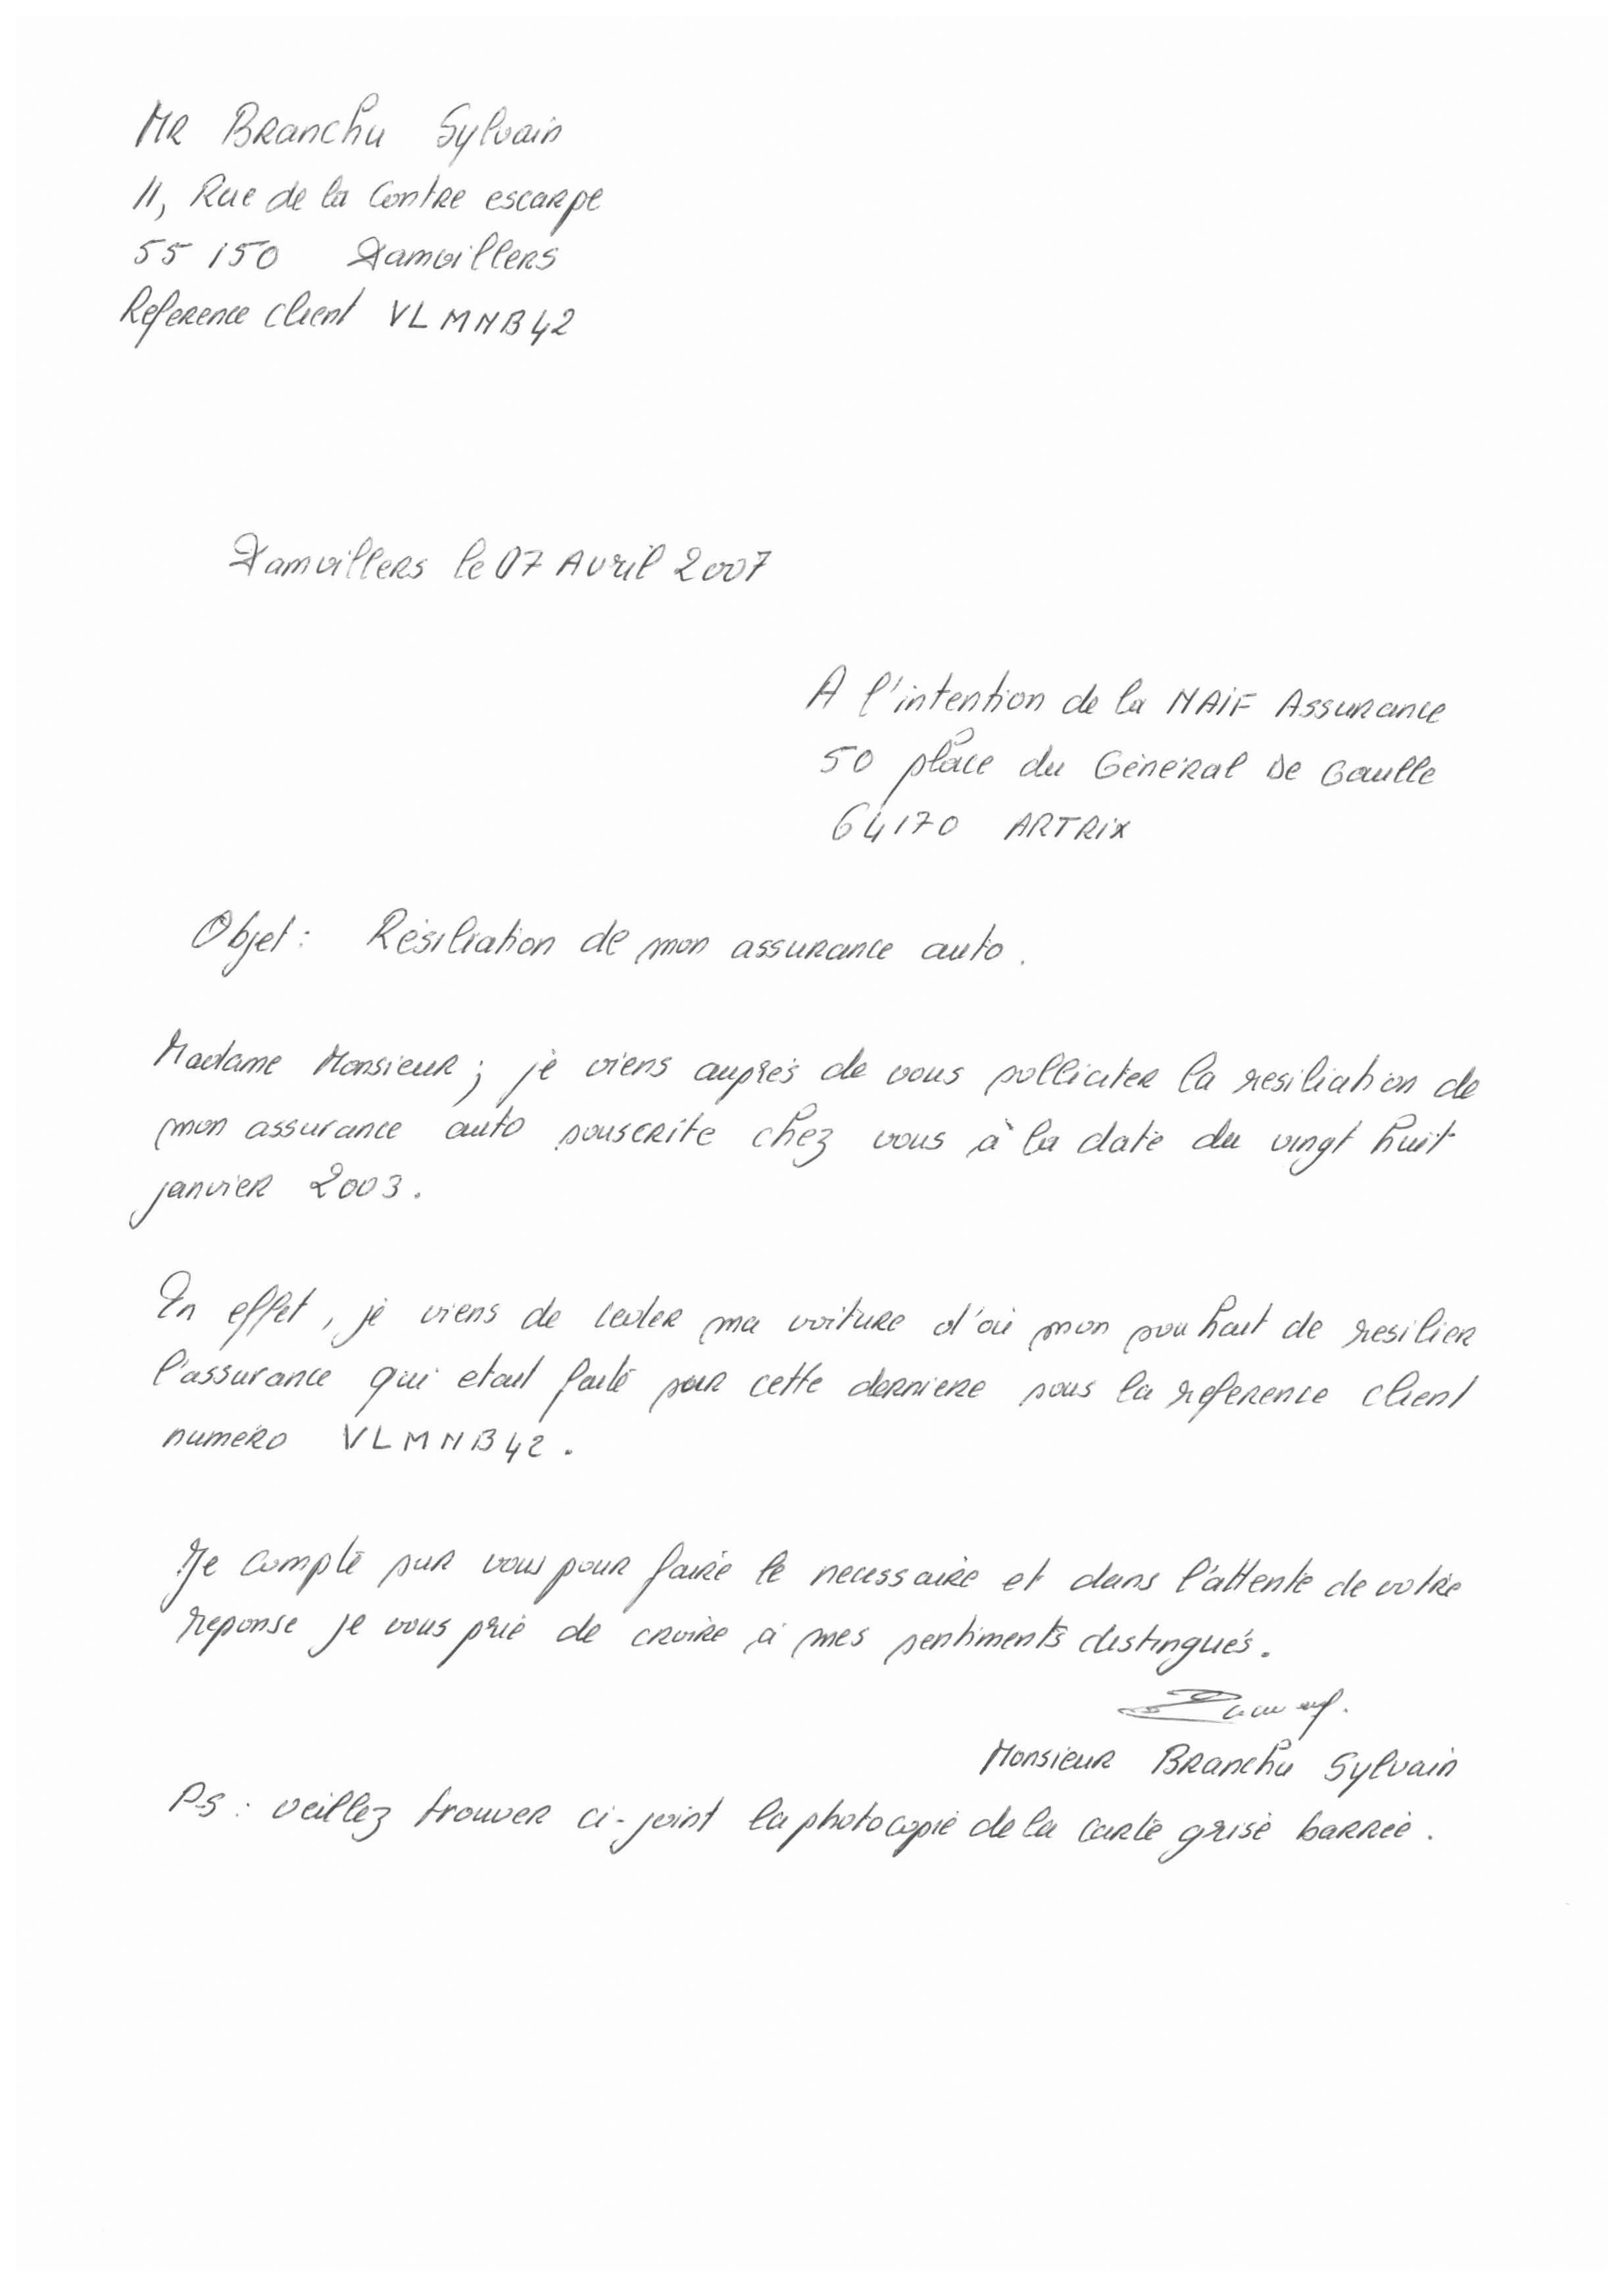 MR Branchu Sylvain
11, Rue de la Contre escarpe
55 150 Damvillers
Reference client VLMNB42
Damvillers le 07 Avril 2007
A l'intention de la NAIF Assurance
50 place du Géneral De Gaulle
64170 ARTRIX
Objet : Résiliation de mon assurance auto.
Madame Monsieur ; je viens auprès de vous solliciter la resiliation de
mon assurance auto souscrite chez vous à la date du vingt huit
janvier 2003.
En effet, je viens de ceder ma voiture d'où mon souhait de resilier
l'assurance qui etait faite pour cette derniere sous la reference client
numéro VLMNB42.
Je compte sur vous pour faire le necessaire et dans l'attente de votre
reponse je vous prie de croire à mes sentiments distingués.
Monsieur Branchu Sylvain
P-S : veillez trouver ci-joint la photocopie de la carte grise barrée.